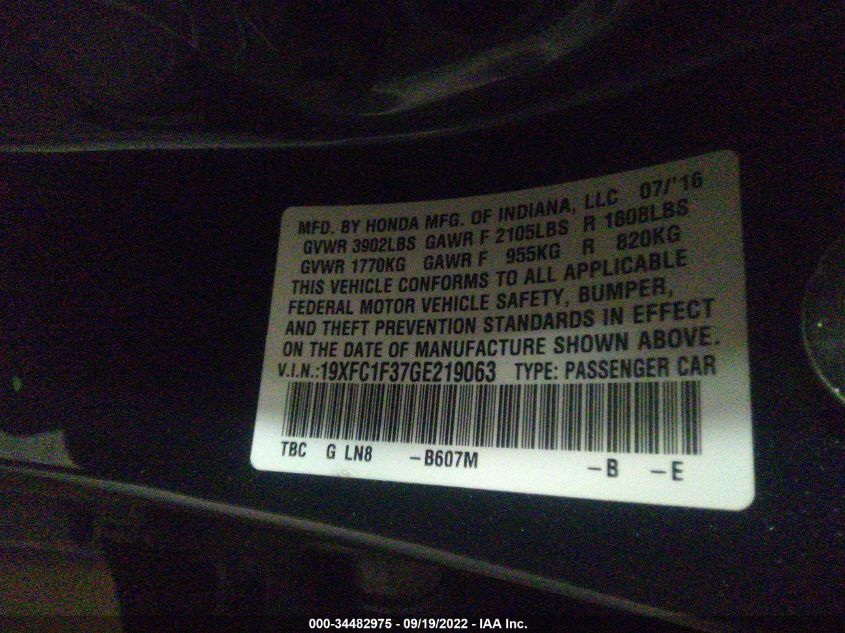 MFD. BY HONDA MFG. OF INDIANA, LLC 07/'16
GVWR 3902LBS GAWR F 2105LBS R 1808LBS
GVWR 1770KG GAWR F 955KG R 820KG
THIS VEHICLE CONFORMS TO ALL APPLICABLE
FEDERAL MOTOR VEHICLE SAFETY, BUMPER,
AND THEFT PREVENTION STANDARDS IN EFFECT
ON THE DATE OF MANUFACTURE SHOWN ABOVE.
V.I.N.:19XFC1F37GE219063 TYPE: PASSENGER CAR
TBC G LN8 -B607M -B -E
000-34482975 - 09/19/2022 - IAA Inc.